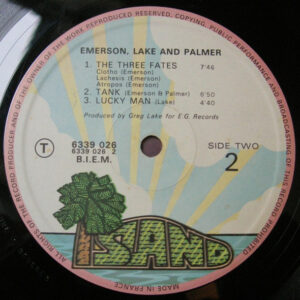 ALL RIGHTS OF THE RECORD PRODUCER AND OF THE OWNER OF THE WORK REPRODUCED RESERVED. COPYING, PUBLIC PERFORMANCE AND BROADCASTING OF THIS RECORD PROHIBITED
EMERSON, LAKE AND PALMER
1. THE THREE FATES 7'46
Clotho (Emerson)
Lachesis (Emerson)
Atropos (Emerson)
2. TANK (Emerson & Palmer) 6'50
3. LUCKY MAN (Lake) 4'40
Produced by Greg Lake for E.G. Records
T
6339 026
6339 026 2
B.I.E.M.
SIDE TWO
2
ISLAND
MADE IN FRANCE